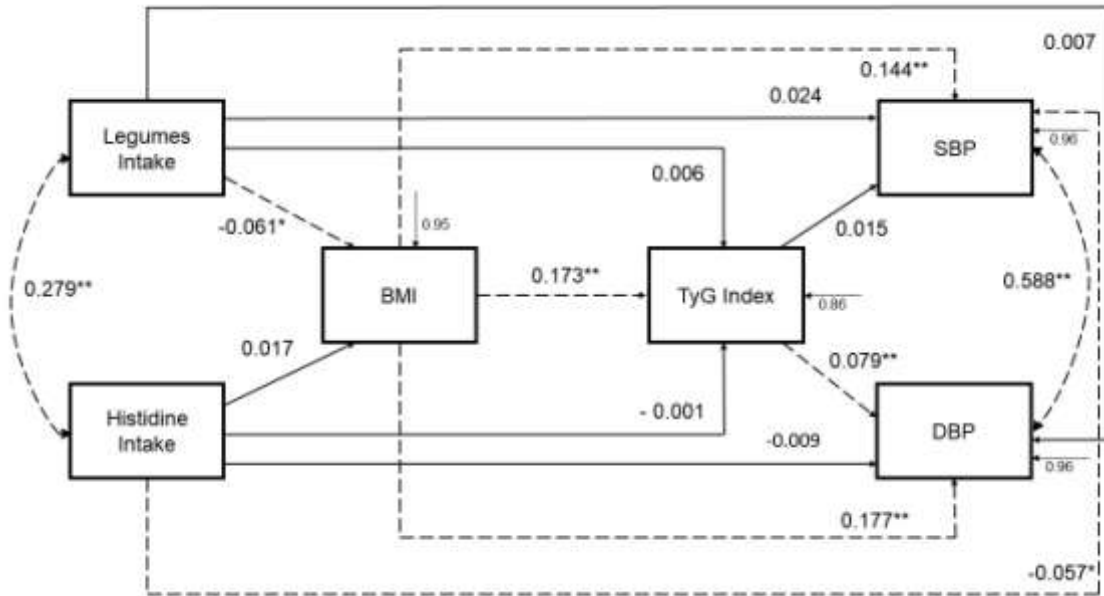 0.007
0.144**
0.024
Legumes
Intake
SBP
0.96
0.006
-0.061*
0.95
0.015
0.279**
BMI
0.173**
TyG Index
0.86
0.588**
0.017
0.079**
Histidine
Intake
- 0.001
-0.009
DBP
0.96
0.177**
-0.057*